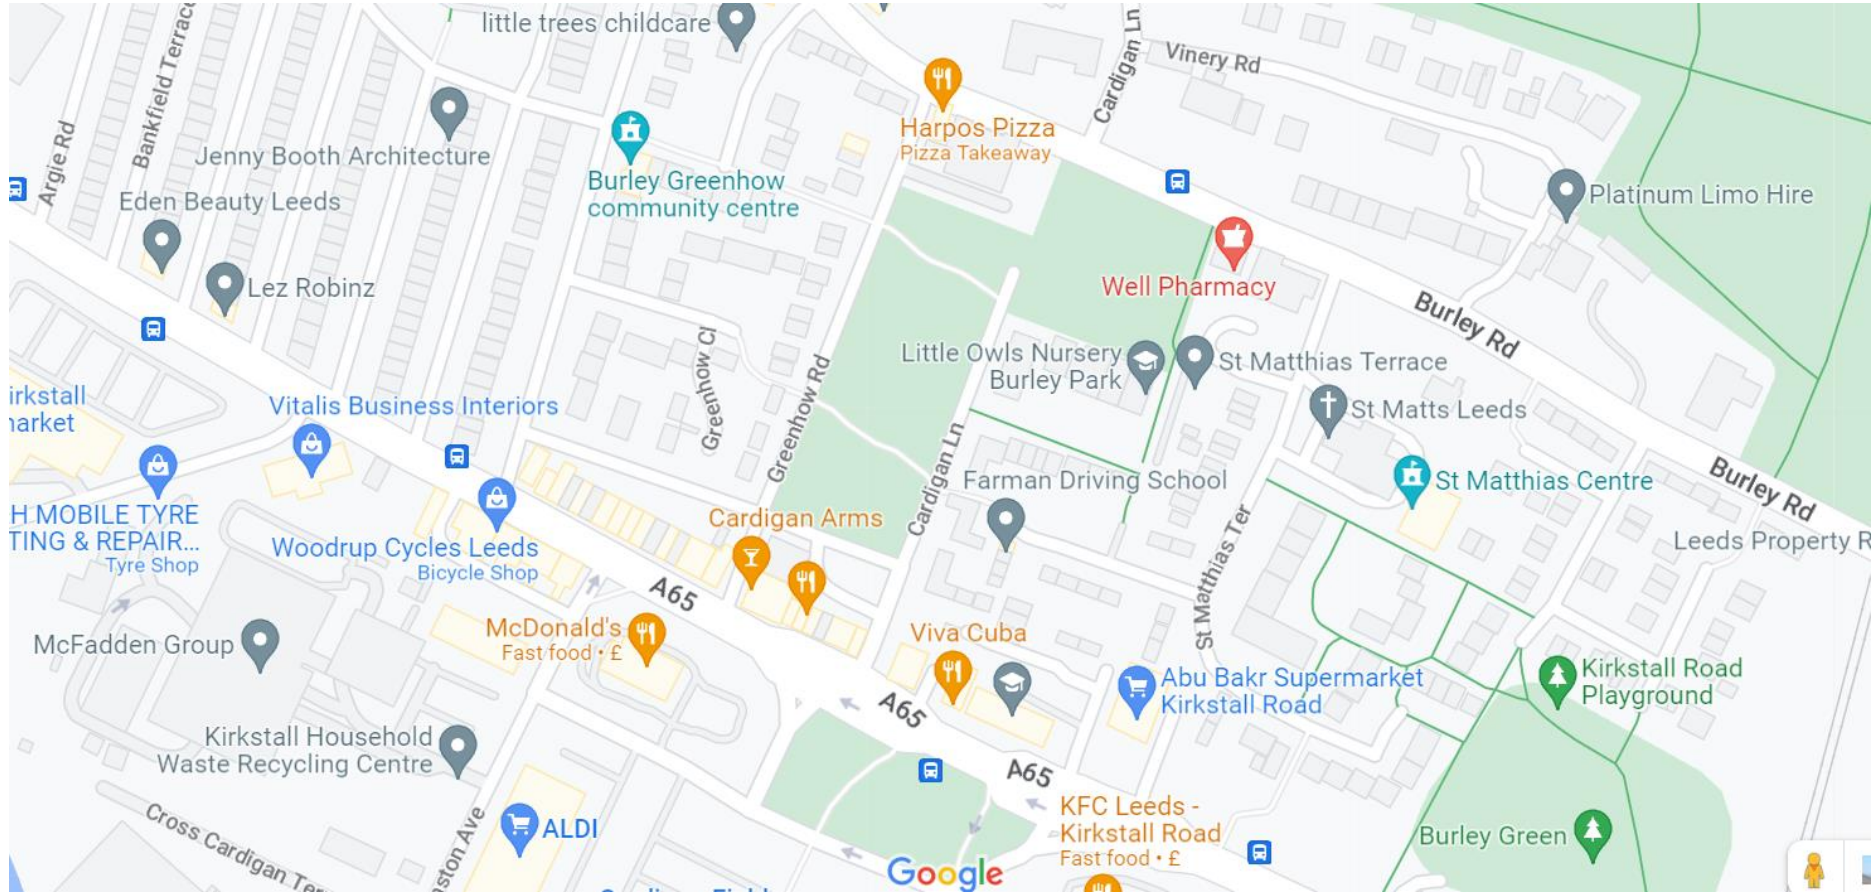 little trees childcare
Cardigan Ln
Vinery Rd
Bankfield Terrace
Harpos Pizza
Pizza Takeaway
Argie Rd
Jenny Booth Architecture
Burley Greenhow
community centre
Eden Beauty Leeds
Platinum Limo Hire
Lez Robinz
Well Pharmacy
Burley Rd
Greenhow Cl
Little Owls Nursery
Burley Park
St Matthias Terrace
irkstall
arket
Vitalis Business Interiors
Greenhow Rd
St Matts Leeds
Cardigan Ln
Farman Driving School
St Matthias Centre
Burley Rd
H MOBILE TYRE
TING & REPAIR...
Tyre Shop
Cardigan Arms
Woodrup Cycles Leeds
Bicycle Shop
St Matthias Ter
Leeds Property R
A65
McDonald's
Fast food • £
McFadden Group
Viva Cuba
Abu Bakr Supermarket
Kirkstall Road
Kirkstall Road
Playground
A65
Kirkstall Household
Waste Recycling Centre
A65
KFC Leeds -
Kirkstall Road
Fast food • £
Cross Cardigan Ter
ston Ave
ALDI
Burley Green
Google